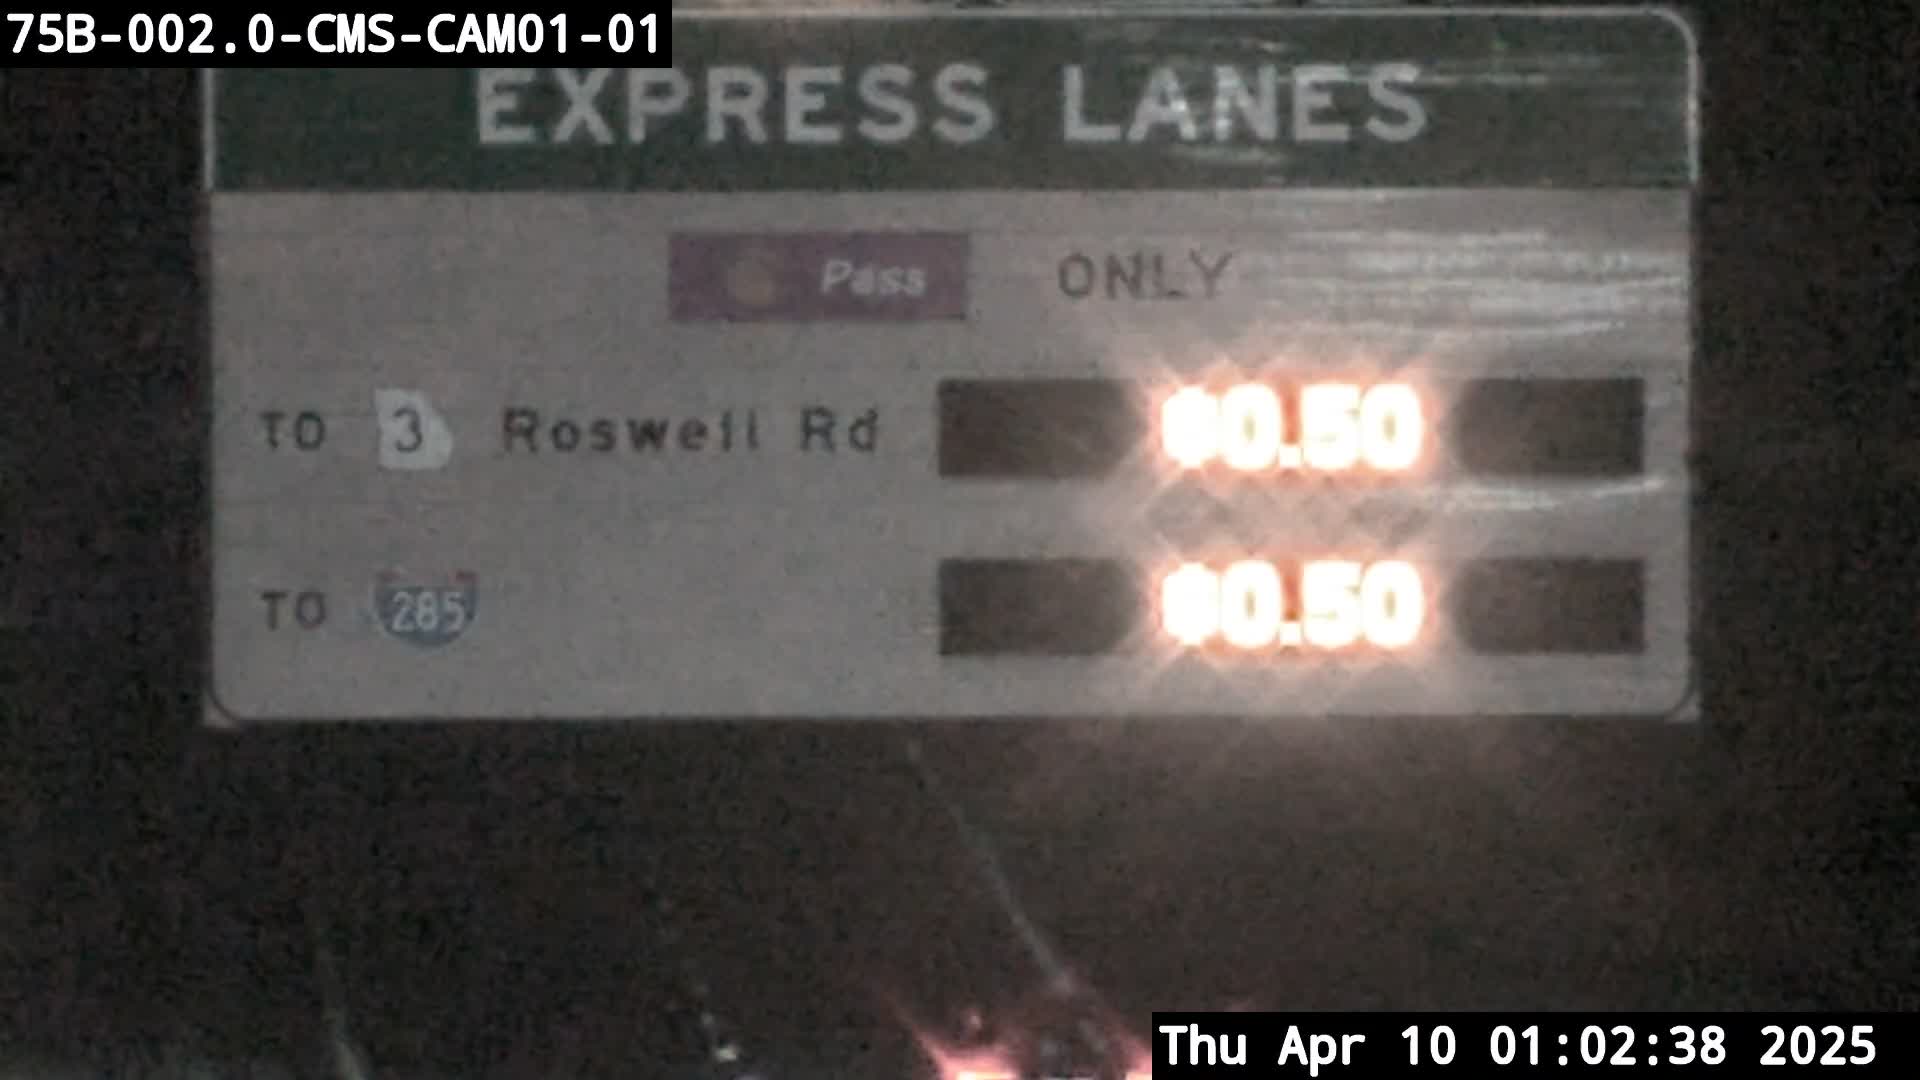 75B-002.0-CMS-CAM01-01
EXPRESS LANES
Pass ONLY
TO 3 Roswell Rd $0.50
TO 285 $0.50
Thu Apr 10 01:02:38 2025